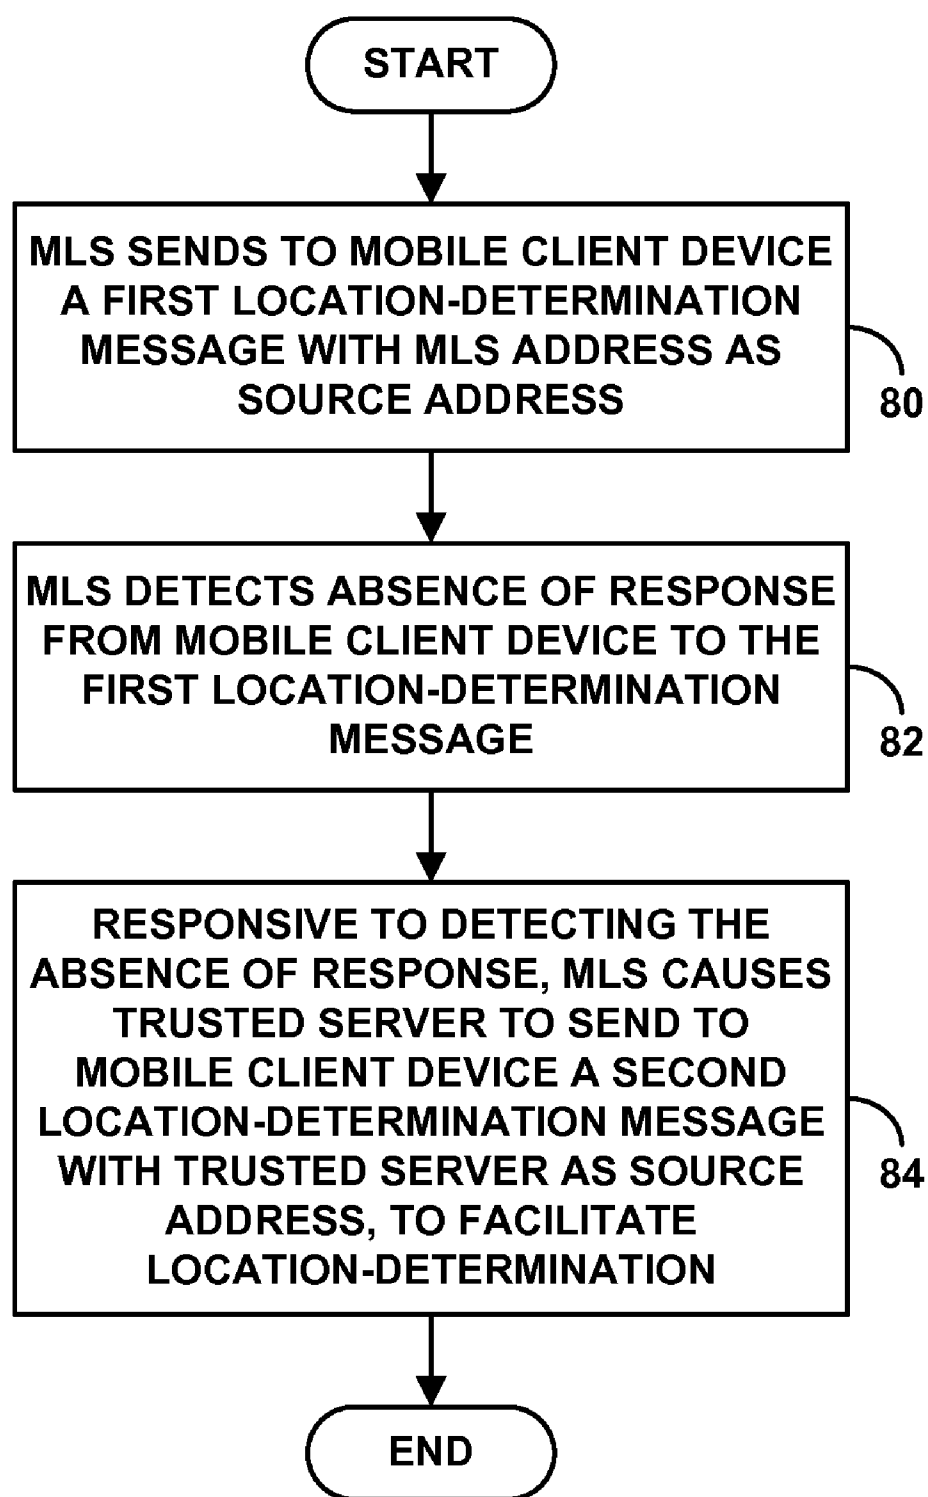 START
MLS SENDS TO MOBILE CLIENT DEVICE
A FIRST LOCATION-DETERMINATION
MESSAGE WITH MLS ADDRESS AS
SOURCE ADDRESS
80
MLS DETECTS ABSENCE OF RESPONSE
FROM MOBILE CLIENT DEVICE TO THE
FIRST LOCATION-DETERMINATION
MESSAGE
82
RESPONSIVE TO DETECTING THE
ABSENCE OF RESPONSE, MLS CAUSES
TRUSTED SERVER TO SEND TO
MOBILE CLIENT DEVICE A SECOND
LOCATION-DETERMINATION MESSAGE
WITH TRUSTED SERVER AS SOURCE
ADDRESS, TO FACILITATE
LOCATION-DETERMINATION
84
END